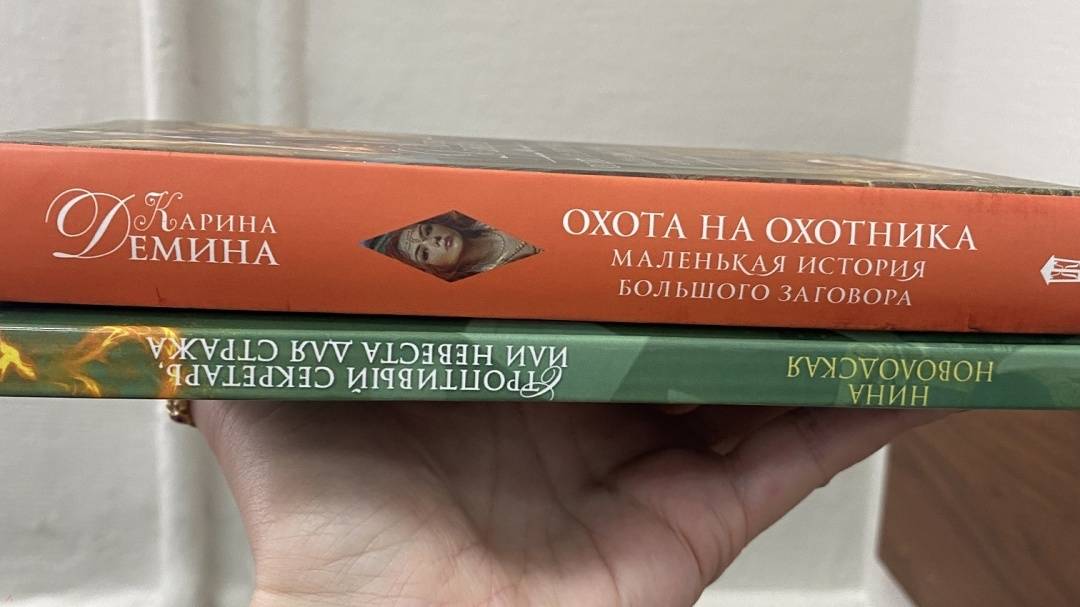 КАРИНА
ДЕМИНА
ОХОТА НА ОХОТНИКА
МАЛЕНЬКАЯ ИСТОРИЯ
БОЛЬШОГО ЗАГОВОРА
НИНА
НОВОЛОДСКАЯ
СТРОПТИВЫЙ СЕКРЕТАРЬ,
ИЛИ НЕВЕСТА ДЛЯ СТРАЖА